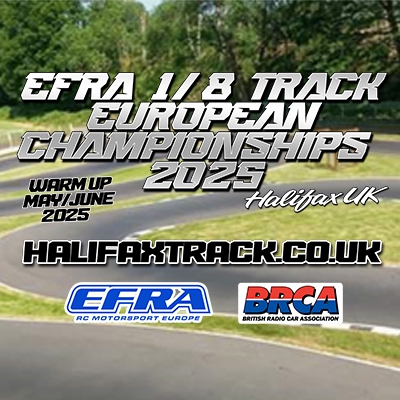 EFRA 1/8 TRACK
EUROPEAN
CHAMPIONSHIPS
2025
WARM UP
MAY/JUNE
2025
Halifax UK
HALIFAXTRACK.CO.UK
EFRA
RC MOTORSPORT EUROPE
BRCA
BRITISH RADIO CAR ASSOCIATION